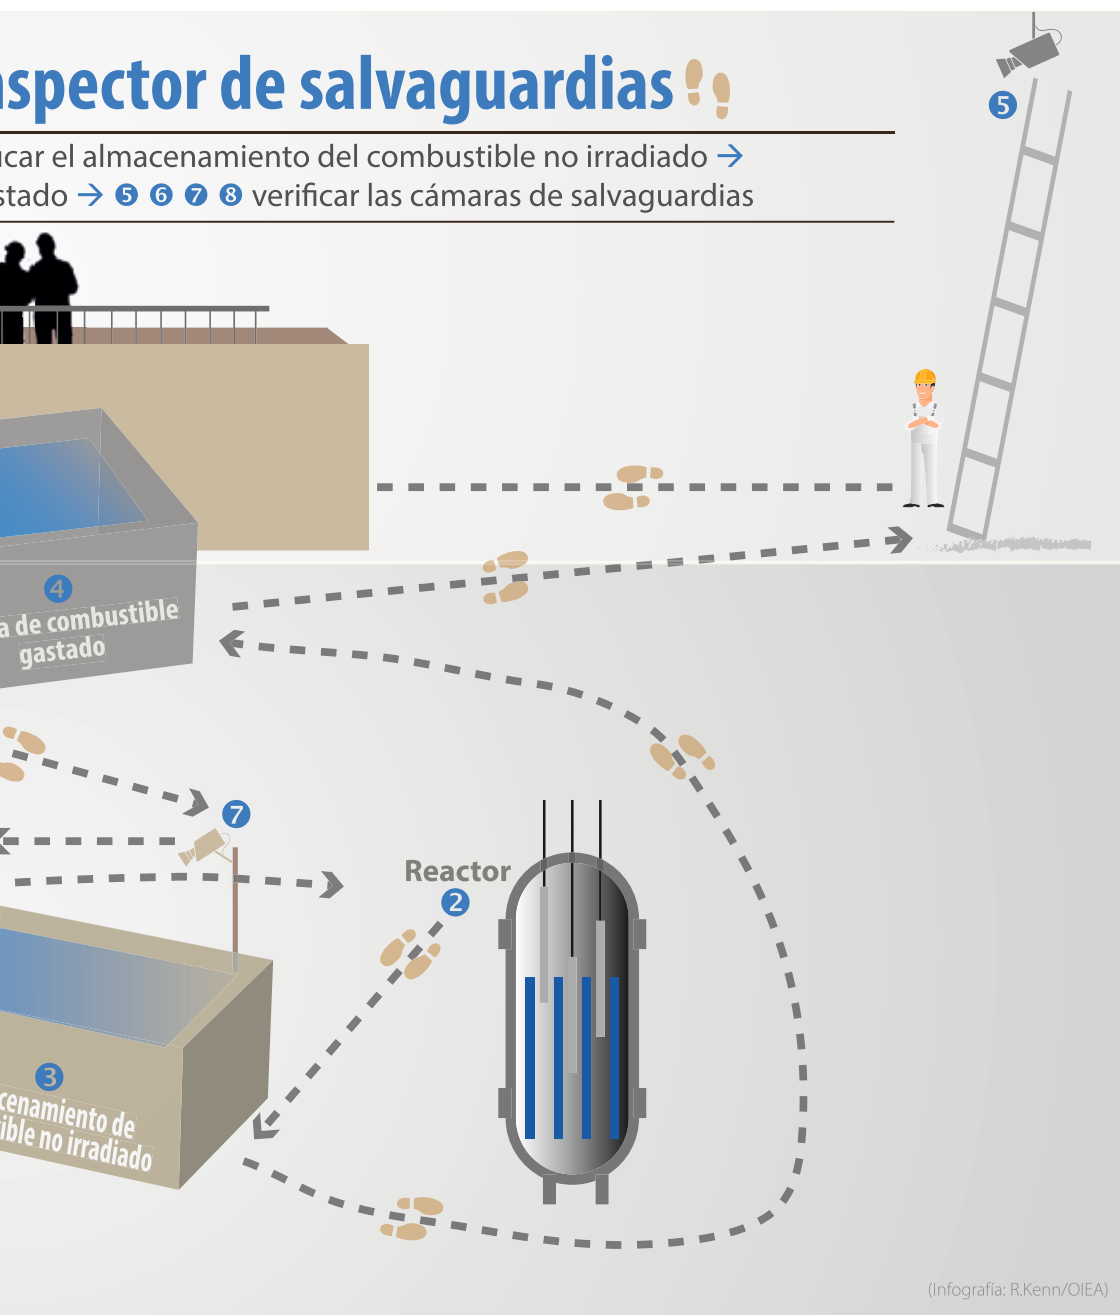 nspector de salvaguardias
5
car el almacenamiento del combustible no irradiado →
stado → 5 6 7 8 verificar las cámaras de salvaguardias
4
a de combustible
gastado
7
Reactor
2
3
cenamiento de
ible no irradiado
(Infografía: R.Kenn/OIEA)